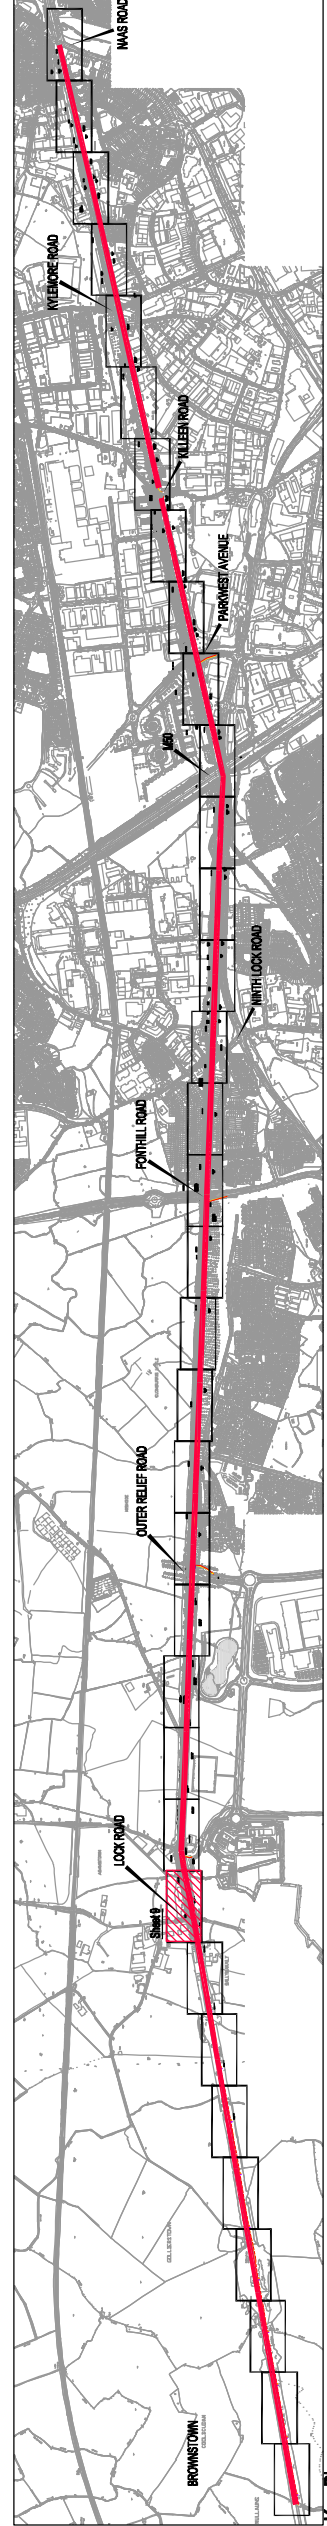 NAAS ROAD
KYLEMORE ROAD
KILLEEN ROAD
PARKWEST AVENUE
M50
NINTH LOCK ROAD
FONTHILL ROAD
OUTER RELIEF ROAD
LOCK ROAD
Sheet 9
BROWNSTOWN